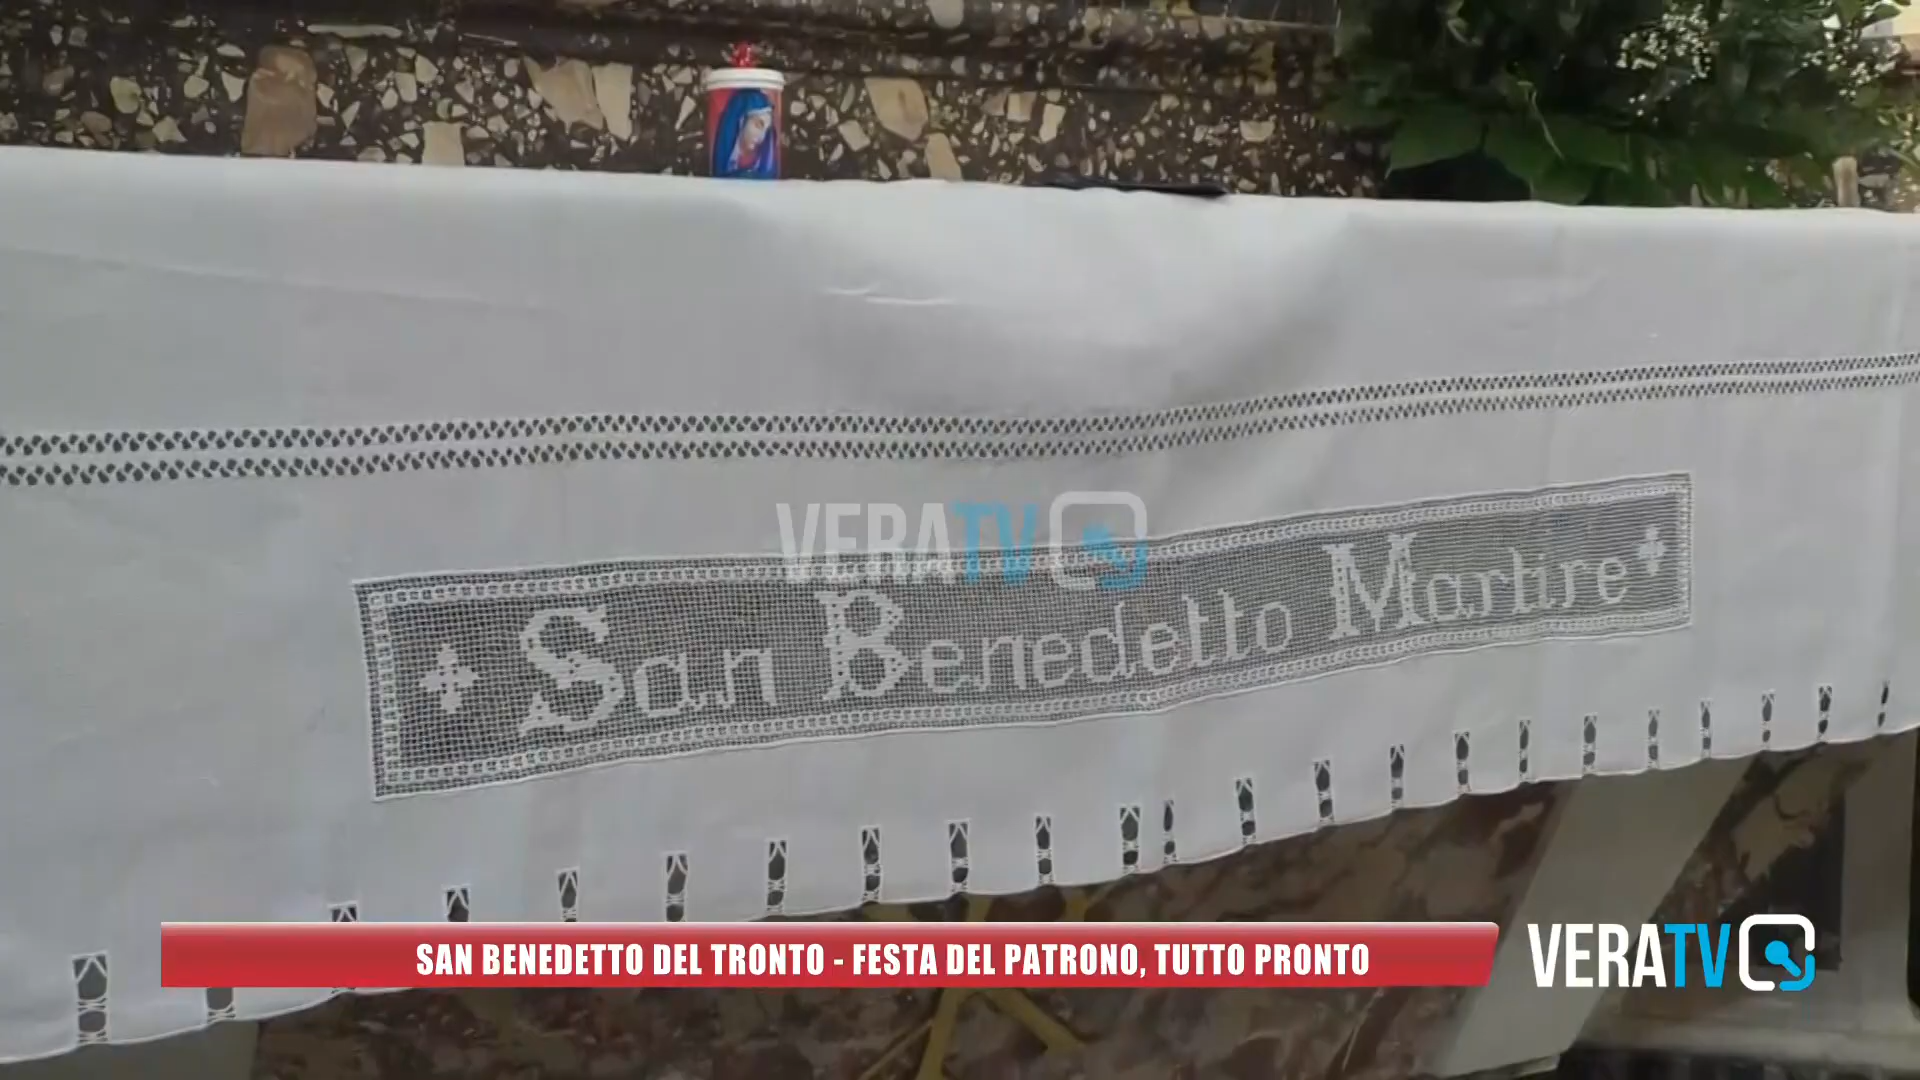 VERATV
San Benedetto Martire
SAN BENEDETTO DEL TRONTO - FESTA DEL PATRONO, TUTTO PRONTO
VERATV